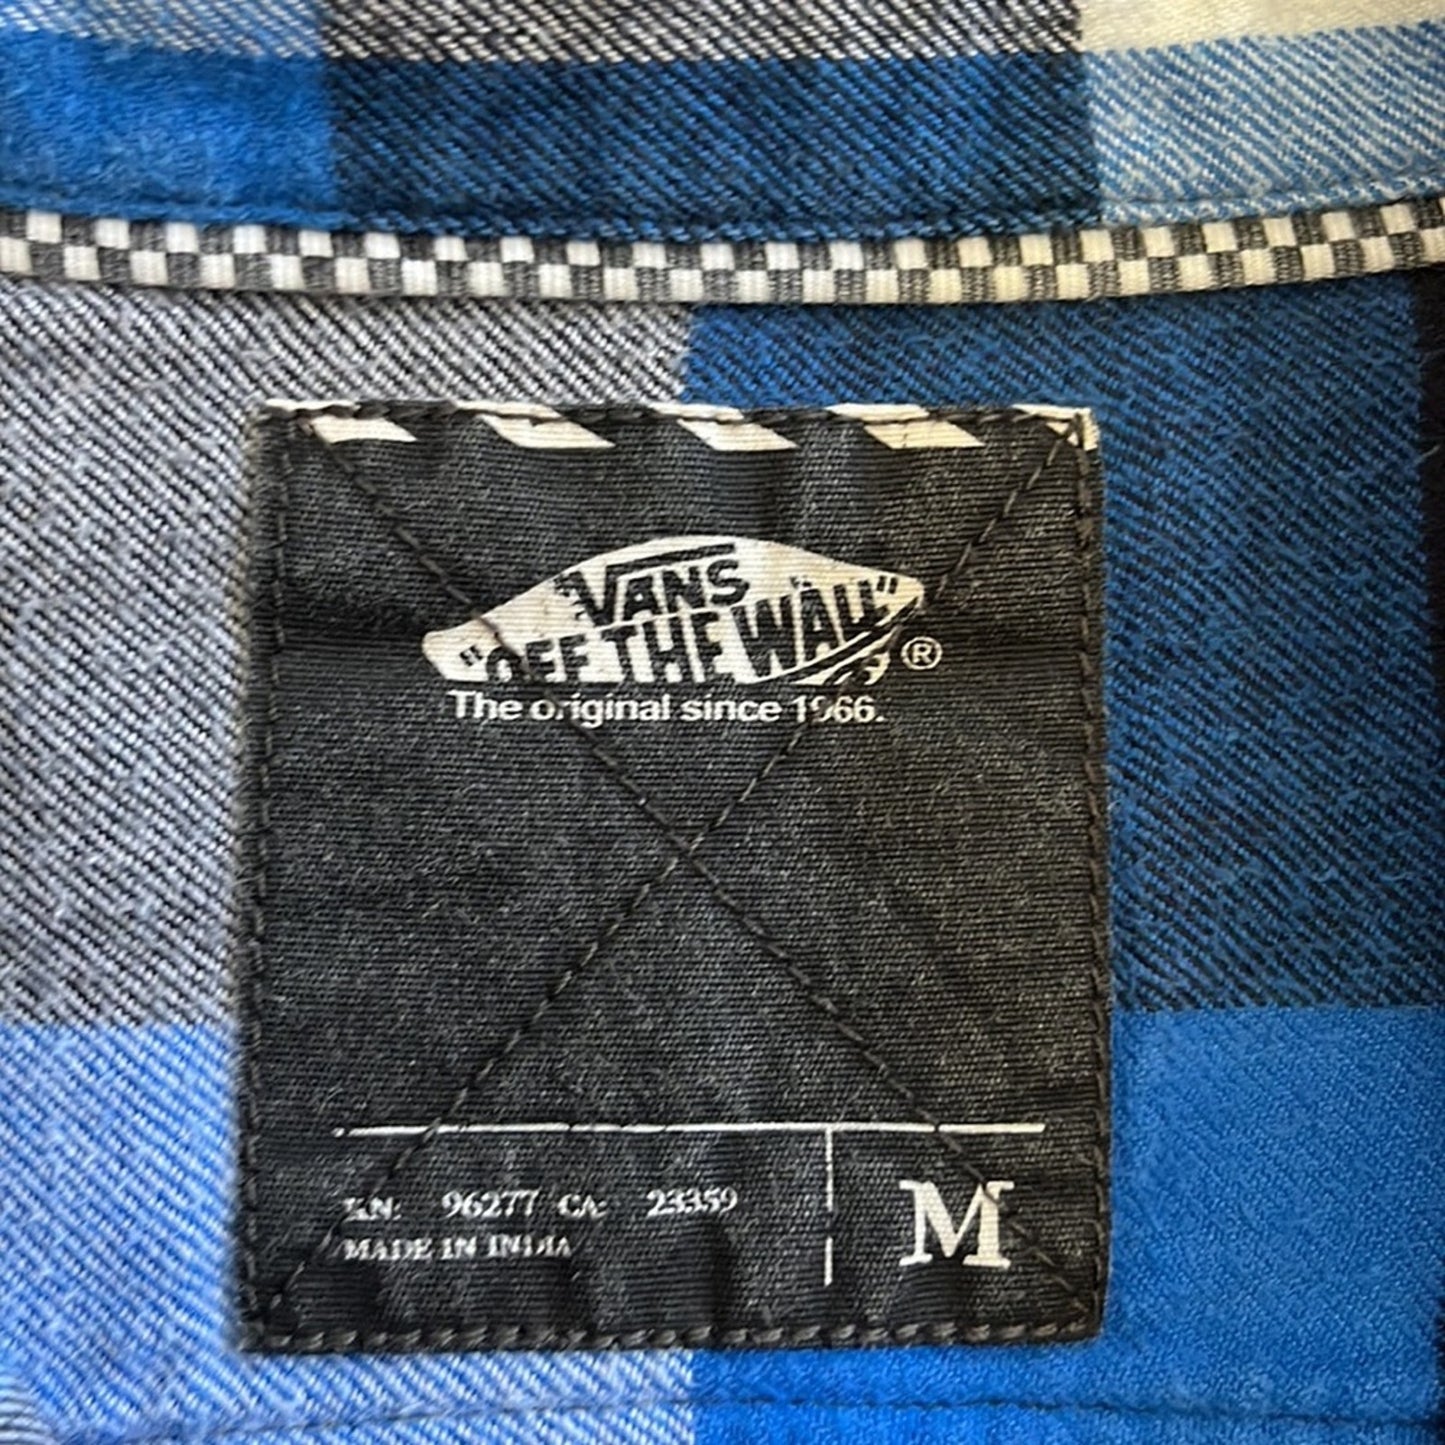 VANS
"OFF THE WALL" ®
The original since 1966.
RN: 96277 CA: 23359
MADE IN INDIA
M